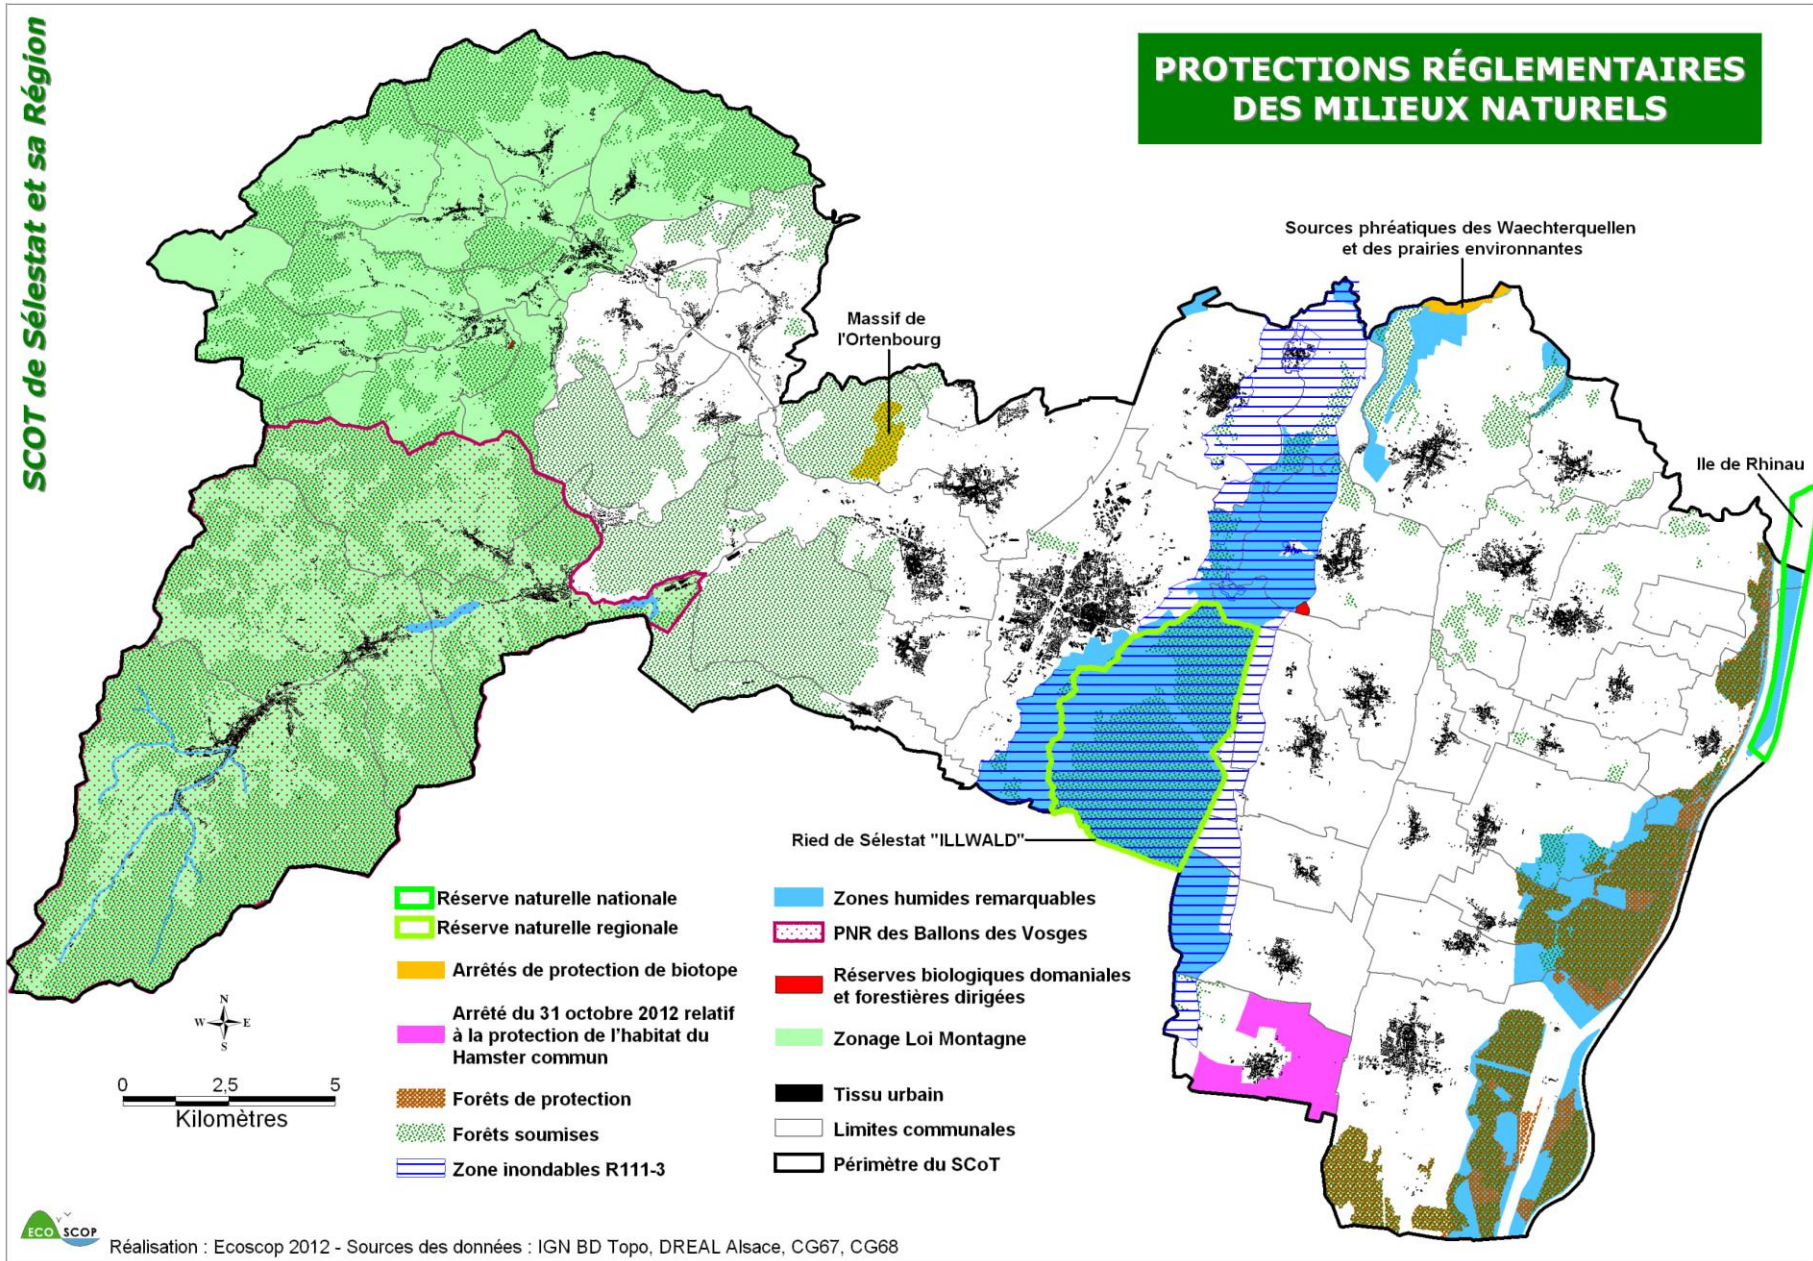 SCOT de Sélestat et sa Région
PROTECTIONS RÉGLEMENTAIRES
DES MILIEUX NATURELS
Sources phréatiques des Waechterquellen
et des prairies environnantes
Massif de
l'Ortenbourg
Ile de Rhinau
Ried de Sélestat "ILLWALD"
Réserve naturelle nationale
Réserve naturelle regionale
Arrêtés de protection de biotope
Arrêté du 31 octobre 2012 relatif
à la protection de l'habitat du
Hamster commun
Forêts de protection
Forêts soumises
Zone inondables R111-3
Zones humides remarquables
PNR des Ballons des Vosges
Réserves biologiques domaniales
et forestières dirigées
Zonage Loi Montagne
Tissu urbain
Limites communales
Périmètre du SCoT
N
W E
S
0 2,5 5
Kilomètres
ECO SCOP
Réalisation : Ecoscop 2012 - Sources des données : IGN BD Topo, DREAL Alsace, CG67, CG68